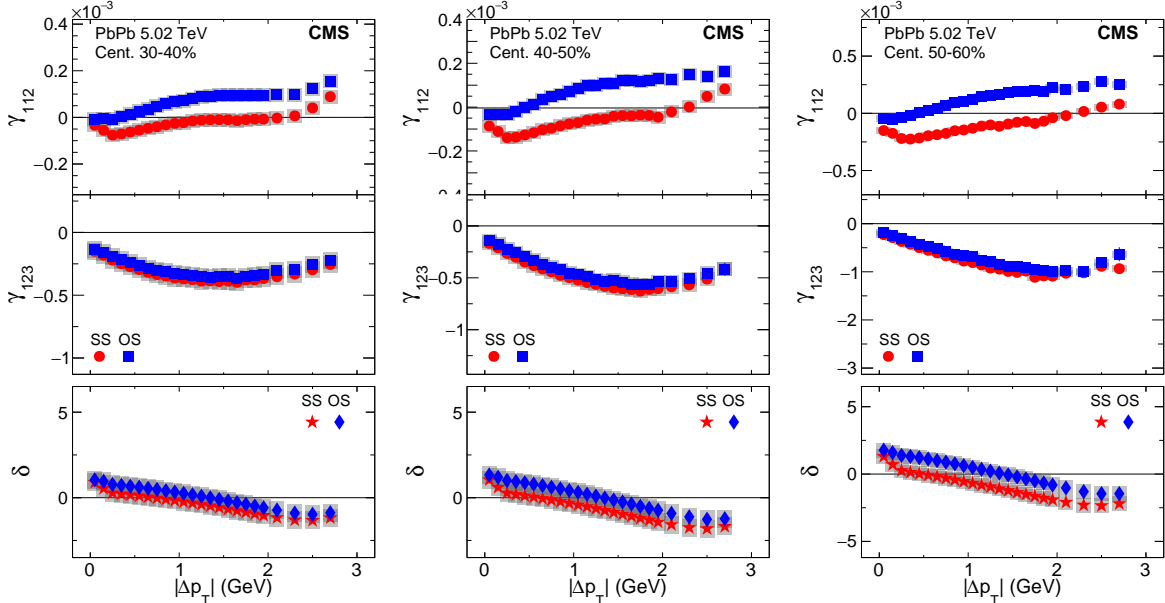 ×10⁻³ ×10⁻³ ×10⁻³
PbPb 5.02 TeV CMS PbPb 5.02 TeV CMS PbPb 5.02 TeV CMS
Cent. 30-40% Cent. 40-50% Cent. 50-60%
γ₁₁₂ γ₁₁₂ γ₁₁₂
0.4 0.4
0.5
0.2 0.2
0 0 0
−0.2 0.2
−0.5
0.4
γ₁₂₃ γ₁₂₃ γ₁₂₃
0 0 0
−0.5 −0.5 −1
−1 −1 −2
−3
SS OS SS OS SS OS
SS OS SS OS SS OS
δ δ δ
5 5 5
0 0 0
−5
0 1 2 3 0 1 2 3 0 1 2 3
|Δp_T| (GeV) |Δp_T| (GeV) |Δp_T| (GeV)